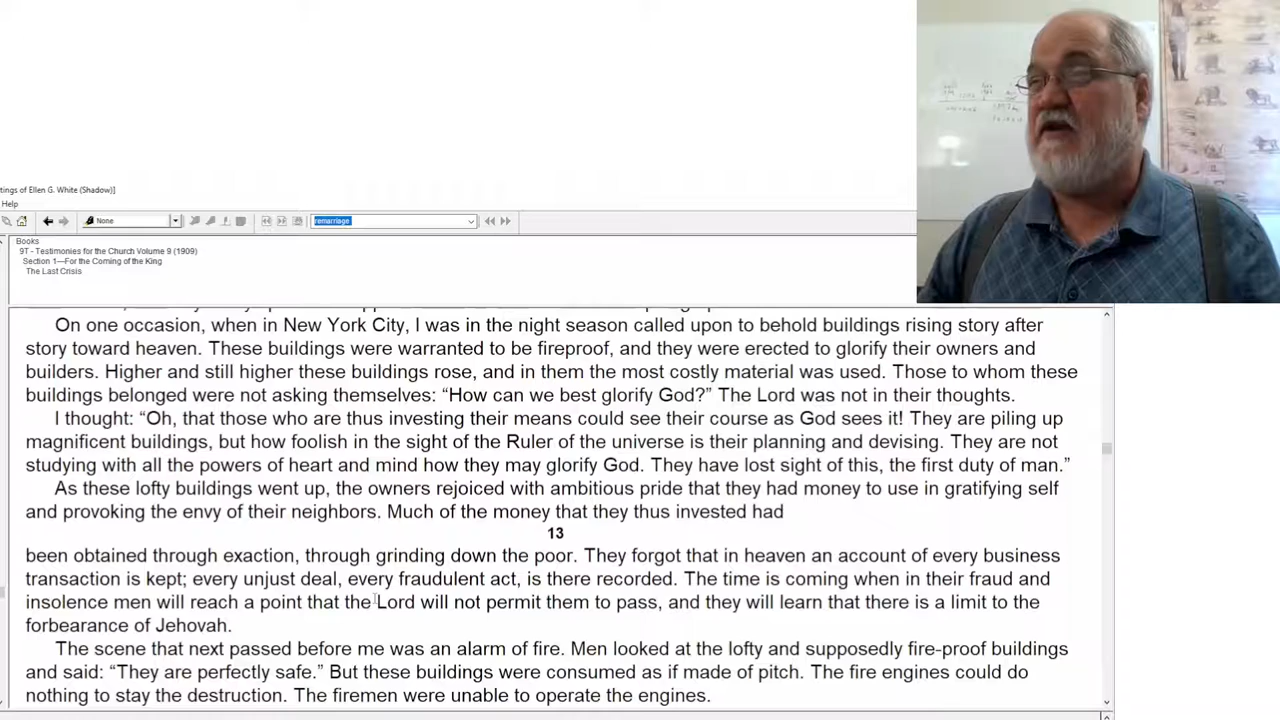 tings of Ellen G. White (Shadow)]
Help
None
remarriage
Books
9T - Testimonies for the Church Volume 9 (1909)
Section 1—For the Coming of the King
The Last Crisis
On one occasion, when in New York City, I was in the night season called upon to behold buildings rising story after
story toward heaven. These buildings were warranted to be fireproof, and they were erected to glorify their owners and
builders. Higher and still higher these buildings rose, and in them the most costly material was used. Those to whom these
buildings belonged were not asking themselves: “How can we best glorify God?” The Lord was not in their thoughts.
I thought: “Oh, that those who are thus investing their means could see their course as God sees it! They are piling up
magnificent buildings, but how foolish in the sight of the Ruler of the universe is their planning and devising. They are not
studying with all the powers of heart and mind how they may glorify God. They have lost sight of this, the first duty of man.”
As these lofty buildings went up, the owners rejoiced with ambitious pride that they had money to use in gratifying self
and provoking the envy of their neighbors. Much of the money that they thus invested had
13
been obtained through exaction, through grinding down the poor. They forgot that in heaven an account of every business
transaction is kept; every unjust deal, every fraudulent act, is there recorded. The time is coming when in their fraud and
insolence men will reach a point that the Lord will not permit them to pass, and they will learn that there is a limit to the
forbearance of Jehovah.
The scene that next passed before me was an alarm of fire. Men looked at the lofty and supposedly fire-proof buildings
and said: “They are perfectly safe.” But these buildings were consumed as if made of pitch. The fire engines could do
nothing to stay the destruction. The firemen were unable to operate the engines.